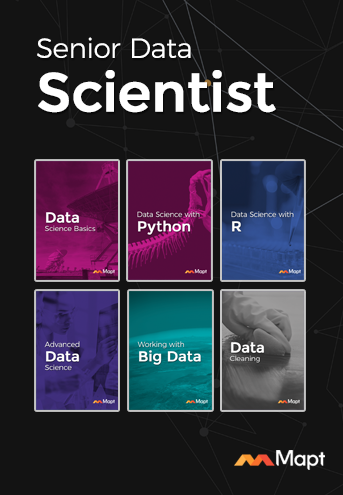 Senior Data
Scientist
Data
Science Basics
Mapt
Data Science with
Python
Mapt
Data Science with
R
Mapt
Advanced
Data
Science
Mapt
Working with
Big Data
Mapt
Data
Cleaning
Mapt
Mapt